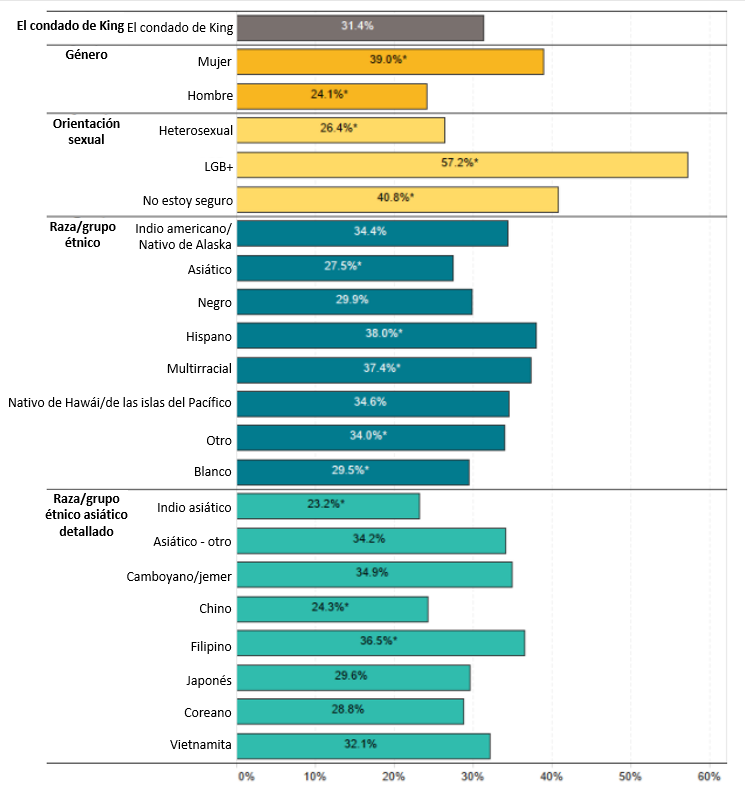 El condado de King El condado de King 31.4%
Género
Mujer 39.0%*
Hombre 24.1%*
Orientación
sexual
Heterosexual 26.4%*
LGB+ 57.2%*
No estoy seguro 40.8%*
Raza/grupo
étnico
Indio americano/
Nativo de Alaska
34.4%
Asiático 27.5%*
Negro 29.9%
Hispano 38.0%*
Multirracial 37.4%*
Nativo de Hawái/de las islas del Pacífico 34.6%
Otro 34.0%*
Blanco 29.5%*
Raza/grupo
étnico asiático
detallado
Indio asiático 23.2%*
Asiático - otro 34.2%
Camboyano/jemer 34.9%
Chino 24.3%*
Filipino 36.5%*
Japonés 29.6%
Coreano 28.8%
Vietnamita 32.1%
0% 10% 20% 30% 40% 50% 60%